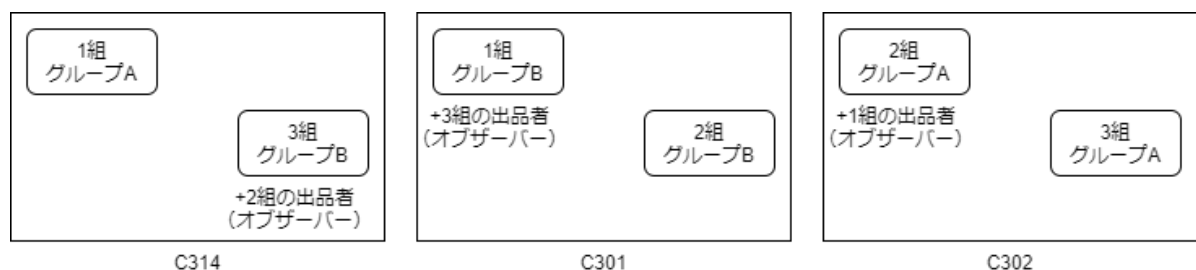 1組
グループA
3組
グループB
+2組の出品者
（オブザーバー）
C314
1組
グループB
+3組の出品者
（オブザーバー）
2組
グループB
C301
2組
グループA
+1組の出品者
（オブザーバー）
3組
グループA
C302